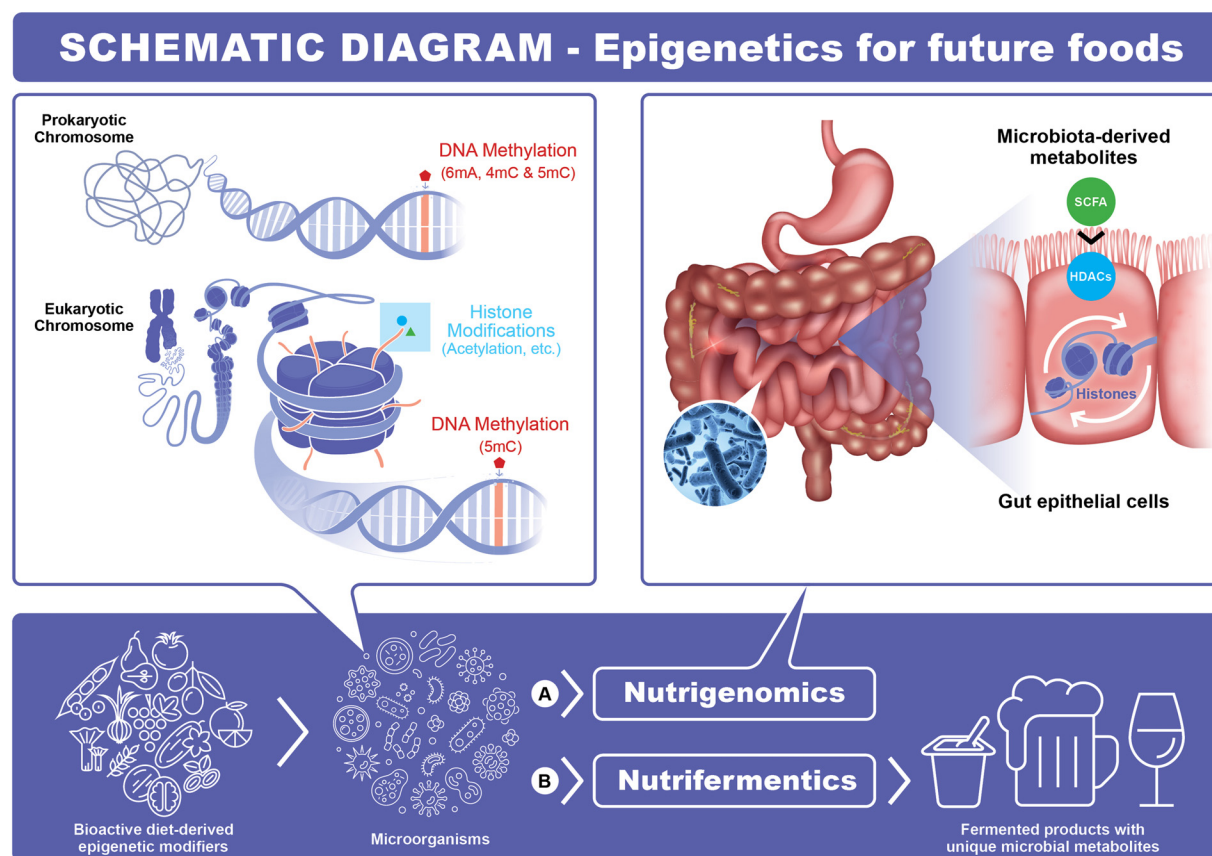 SCHEMATIC DIAGRAM - Epigenetics for future foods
Prokaryotic
Chromosome
DNA Methylation
(6mA, 4mC & 5mC)
Eukaryotic
Chromosome
Histone
Modifications
(Acetylation, etc.)
DNA Methylation
(5mC)
Microbiota-derived
metabolites
SCFA
HDACs
Histones
Gut epithelial cells
Bioactive diet-derived
epigenetic modifiers
Microorganisms
A
Nutrigenomics
B
Nutrifermentics
Fermented products with
unique microbial metabolites